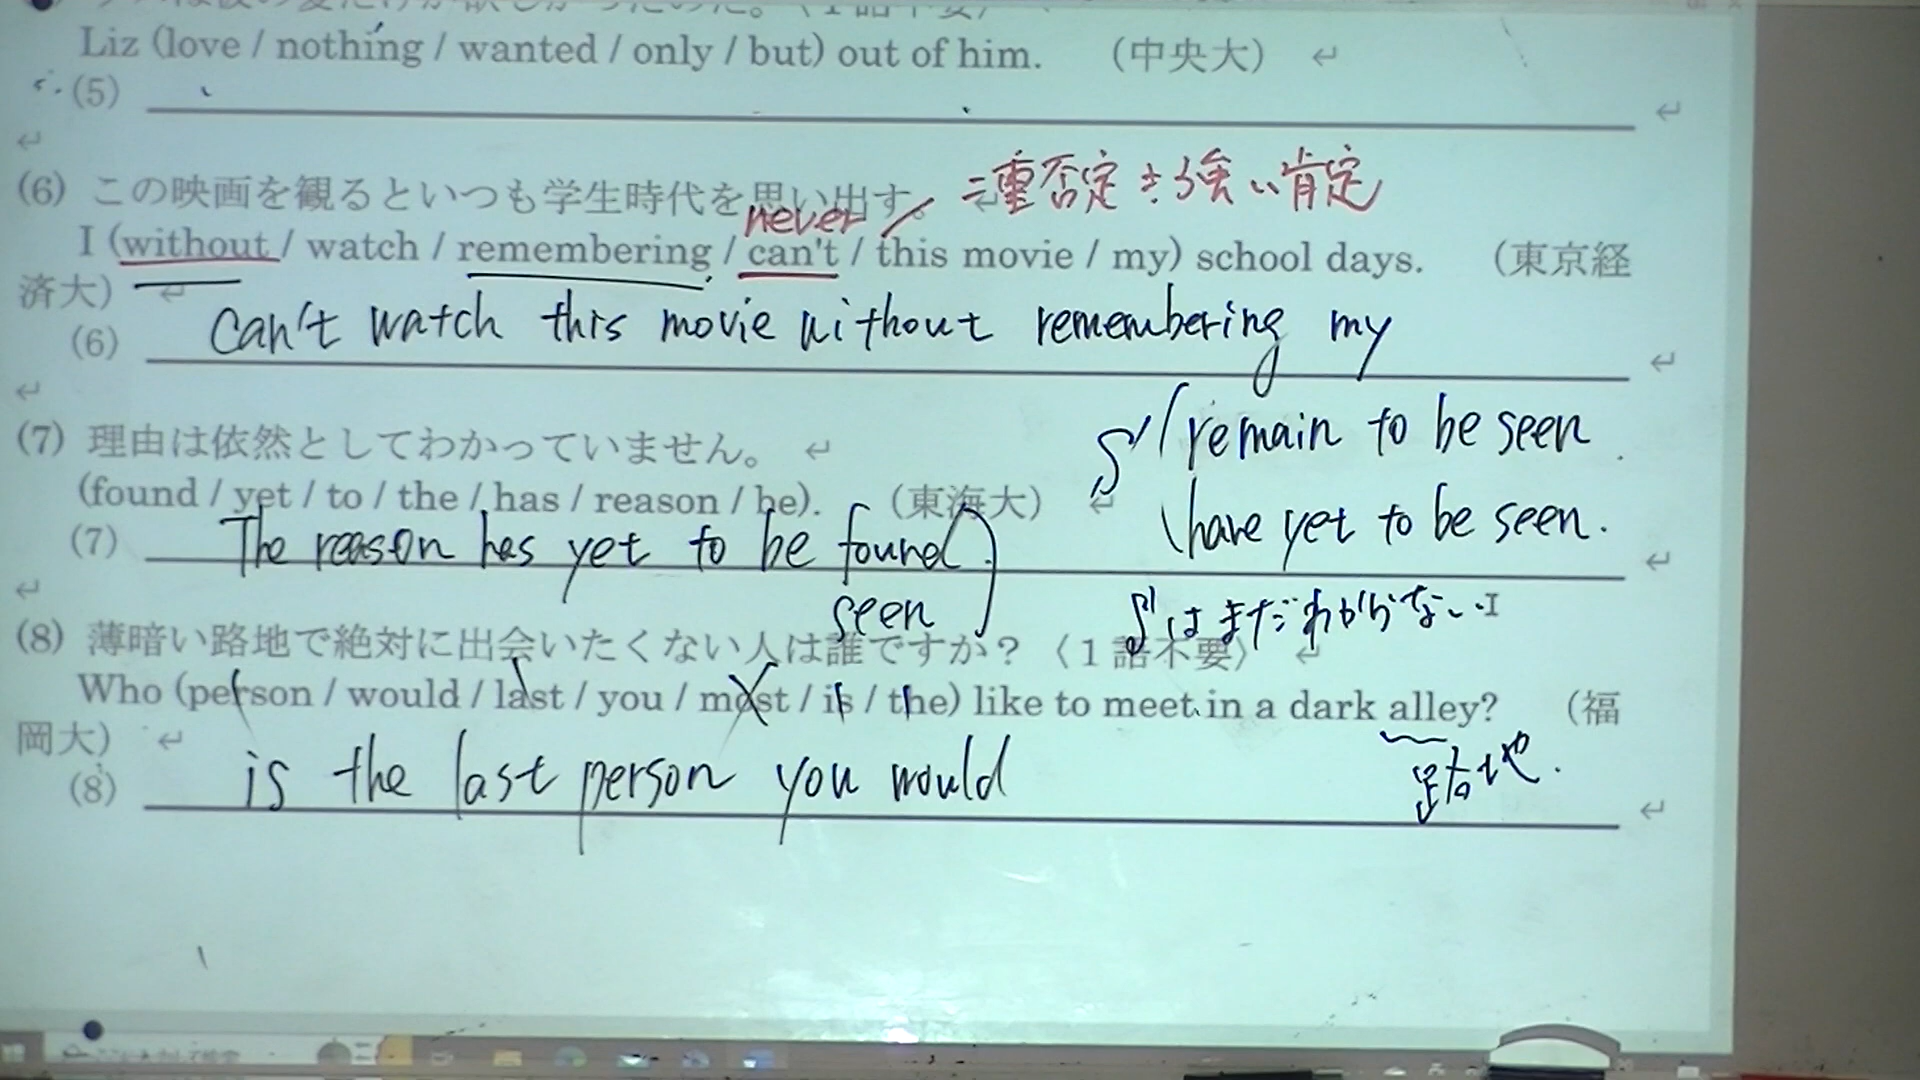 Liz (love / nothing / wanted / only / but) out of him. (中央大) ↵
(5) ↵
↵
(6) この映画を観るといつも学生時代を思い出す。 二重否定 強い肯定
never
I (without / watch / remembering / can't / this movie / my) school days. (東京経
済大) ↵
(6) can't watch this movie without remembering my ↵
↵
(7) 理由は依然としてわかっていません。 ↵
S' remain to be seen
(found / yet / to / the / has / reason / be). (東海大) ↵
have yet to be seen.
(7) The reason has yet to be found. ↵
seen
S' はまだわからない.
↵
(8) 薄暗い路地で絶対に出会いたくない人は誰ですか？〈１語不要〉 ↵
Who (person / would / last / you / most / is / the) like to meet in a dark alley? (福
岡大) ↵
路地.
(8) is the last person you would ↵